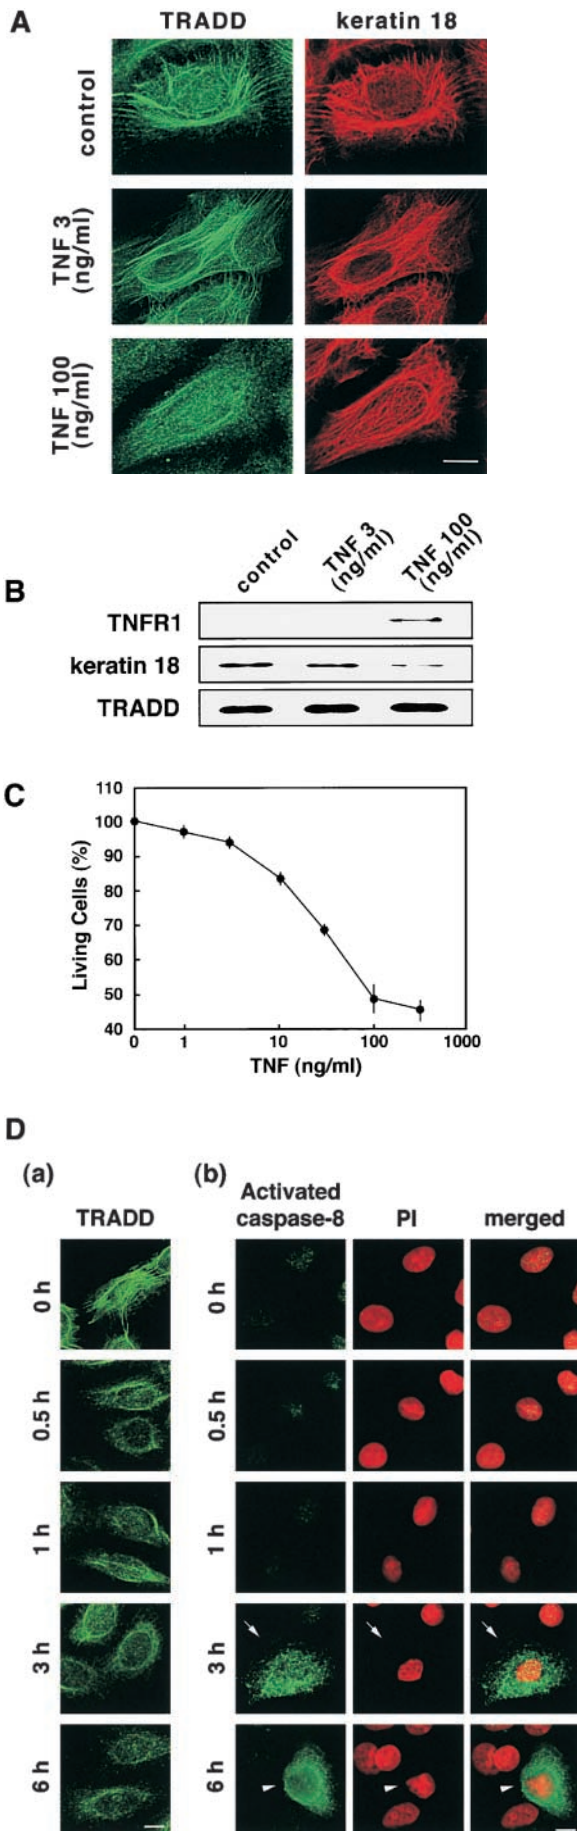 A
TRADD keratin 18
control
TNF 3 (ng/ml)
TNF 100 (ng/ml)
B
control TNF 3 (ng/ml) TNF 100 (ng/ml)
TNFR1
keratin 18
TRADD
C
Living Cells (%)
110
100
90
80
70
60
50
40
0 1 10 100 1000
TNF (ng/ml)
D
(a) (b)
TRADD Activated caspase-8 PI merged
0 h 0 h
0.5 h 0.5 h
1 h 1 h
3 h 3 h
6 h 6 h